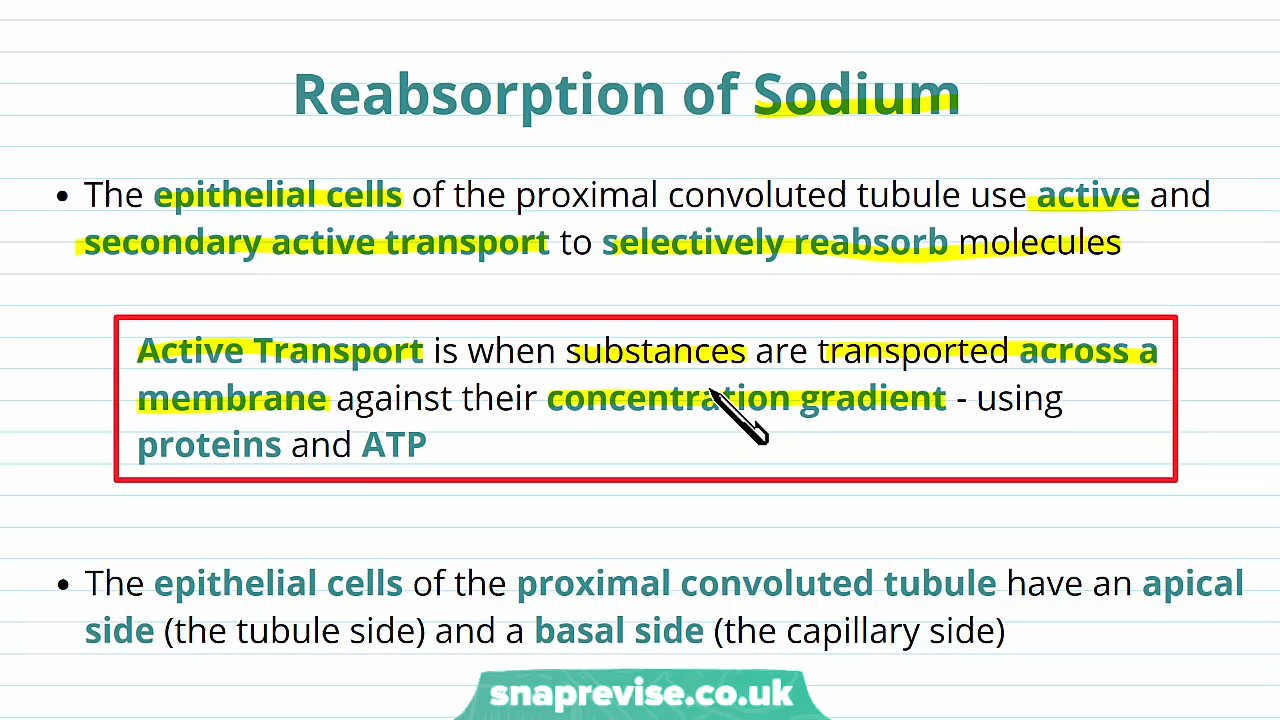 Reabsorption of Sodium
• The epithelial cells of the proximal convoluted tubule use active and
secondary active transport to selectively reabsorb molecules
Active Transport is when substances are transported across a
membrane against their concentration gradient - using
proteins and ATP
• The epithelial cells of the proximal convoluted tubule have an apical
side (the tubule side) and a basal side (the capillary side)
snaprevise.co.uk